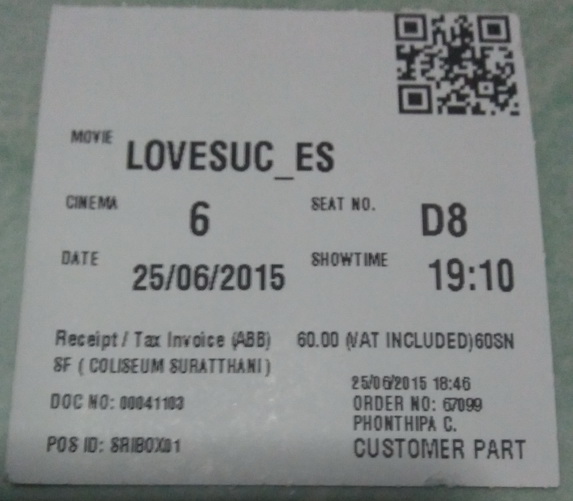 MOVIE LOVESUC_ES
CINEMA 6 SEAT NO. D8
DATE 25/06/2015 SHOWTIME 19:10
Receipt / Tax Invoice (ABB) 60.00 (VAT INCLUDED)60SN
SF ( COLISEUM SURATTHANI )
25/06/2015 18:46
DOC NO: 00041103 ORDER NO: 67099
PHONTHIPA C.
POS ID: SRIBOX01 CUSTOMER PART